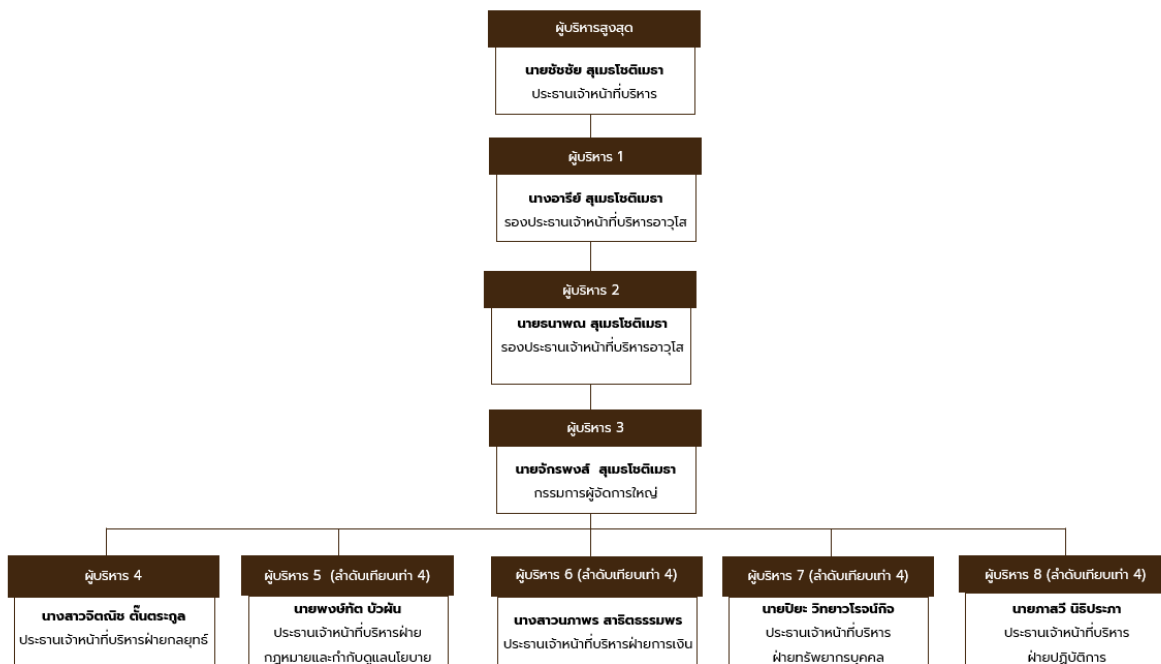 ผู้บริหารสูงสุด
นายชัชชัย สุเมธโชติเมธา
ประธานเจ้าหน้าที่บริหาร
ผู้บริหาร 1
นางอารีย์ สุเมธโชติเมธา
รองประธานเจ้าหน้าที่บริหารอาวุโส
ผู้บริหาร 2
นายธนาพณ สุเมธโชติเมธา
รองประธานเจ้าหน้าที่บริหารอาวุโส
ผู้บริหาร 3
นายจักรพงส์ สุเมธโชติเมธา
กรรมการผู้จัดการใหญ่
ผู้บริหาร 4
นางสาวจิตณิช ตั๊นตระกูล
ประธานเจ้าหน้าที่บริหารฝ่ายกลยุทธ์
ผู้บริหาร 5 (ลำดับเทียบเท่า 4)
นายพงษ์ทัต บัวผัน
ประธานเจ้าหน้าที่บริหารฝ่าย
กฎหมายและกำกับดูแลนโยบาย
ผู้บริหาร 6 (ลำดับเทียบเท่า 4)
นางสาวนภาพร สาธิตธรรมพร
ประธานเจ้าหน้าที่บริหารฝ่ายการเงิน
ผู้บริหาร 7 (ลำดับเทียบเท่า 4)
นายปิยะ วิทยาวโรจน์กิจ
ประธานเจ้าหน้าที่บริหาร
ฝ่ายทรัพยากรบุคคล
ผู้บริหาร 8 (ลำดับเทียบเท่า 4)
นายภาสวี นิธิประภา
ประธานเจ้าหน้าที่บริหาร
ฝ่ายปฏิบัติการ